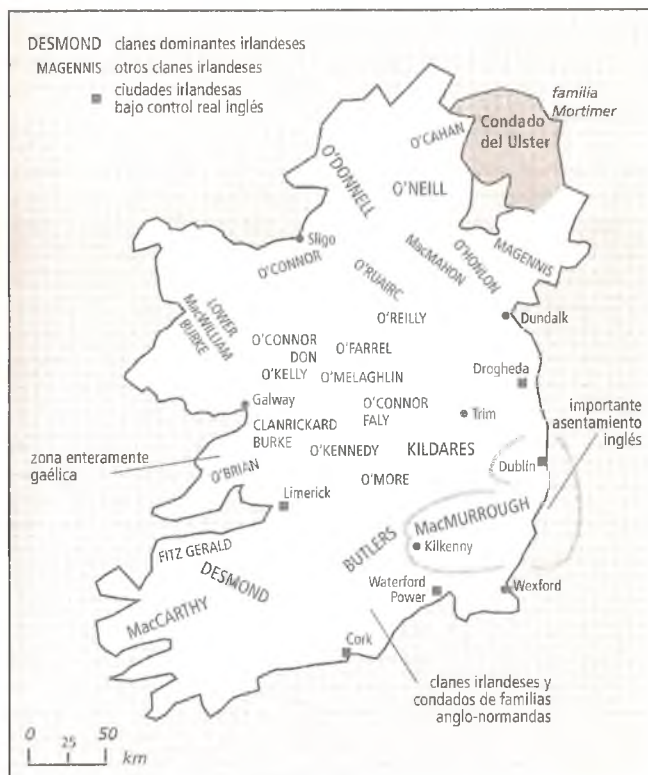 DESMOND clanes dominantes irlandeses
MAGENNIS otros clanes irlandeses
ciudades irlandesas
bajo control real inglés
familia
Mortimer
Condado
del Ulster
O'CAHAN
O'DONNELL
O'NEILL
MacMAHON
O'HONLON
MAGENNIS
Sligo
O'CONNOR
O'RUAIRC
LOWER
MacWILLIAM
BURKE
O'REILLY
Dundalk
O'CONNOR
DON
O'FARREL
O'KELLY
O'MELAGHLIN
Drogheda
Galway
O'CONNOR
FALY
Trim
importante
asentamiento
inglés
CLANRICKARD
BURKE
zona enteramente
gaélica
O'KENNEDY
KILDARES
Dublín
O'BRIAN
O'MORE
Limerick
MacMURROUGH
BUTLERS
Kilkenny
FITZ GERALD
DESMOND
Waterford
Power
Wexford
MacCARTHY
Cork
clanes irlandeses y
condados de familias
anglo-normandas
0 25 50
km